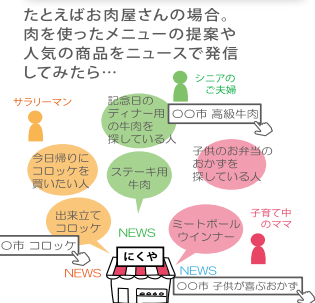 たとえばお肉屋さんの場合。
肉を使ったメニューの提案や
人気の商品をニュースで発信
してみたら…
シニアの
ご夫婦
サラリーマン
記念日の
ディナー用
の牛肉を
探している人
〇〇市 高級牛肉
今日帰りに
コロッケを
買いたい人
ステーキ用
牛肉
子供のお弁当の
おかずを
探している人
出来立て
コロッケ
NEWS
ミートボール
ウインナー
子育て中
のママ
〇市 コロッケ
にくや
NEWS
NEWS
〇〇市 子供が喜ぶおかず